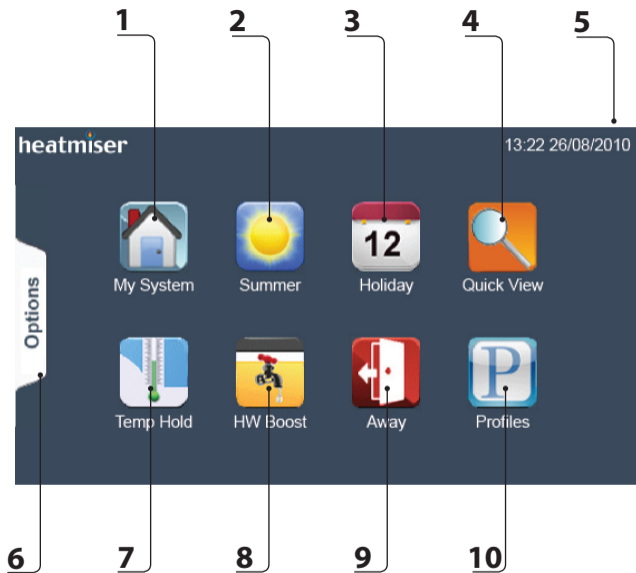 1 2 3 4 5
heatmiser 13:22 26/08/2010
12
My System Summer Holiday Quick View
Options
P
Temp Hold HW Boost Away Profiles
6 7 8 9 10